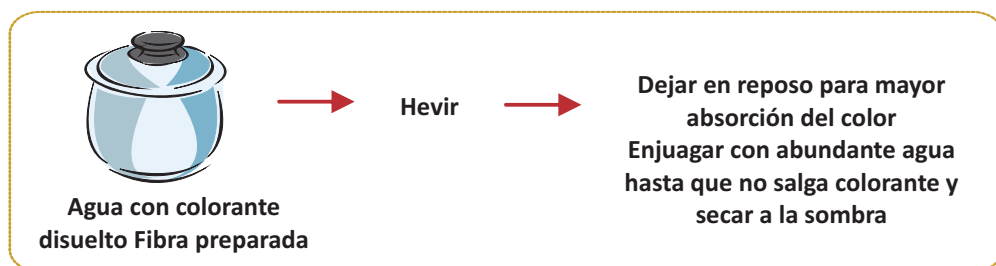 Agua con colorante
disuelto Fibra preparada
Hevir
Dejar en reposo para mayor
absorción del color
Enjuagar con abundante agua
hasta que no salga colorante y
secar a la sombra